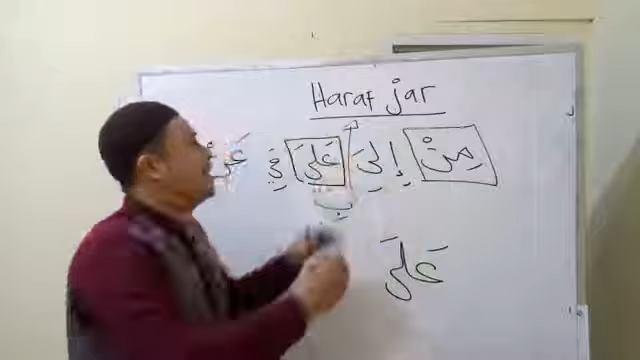 Haraf jar
مِنْ إِلَى عَلَى فِي عَنْ
بِ
عَلَى